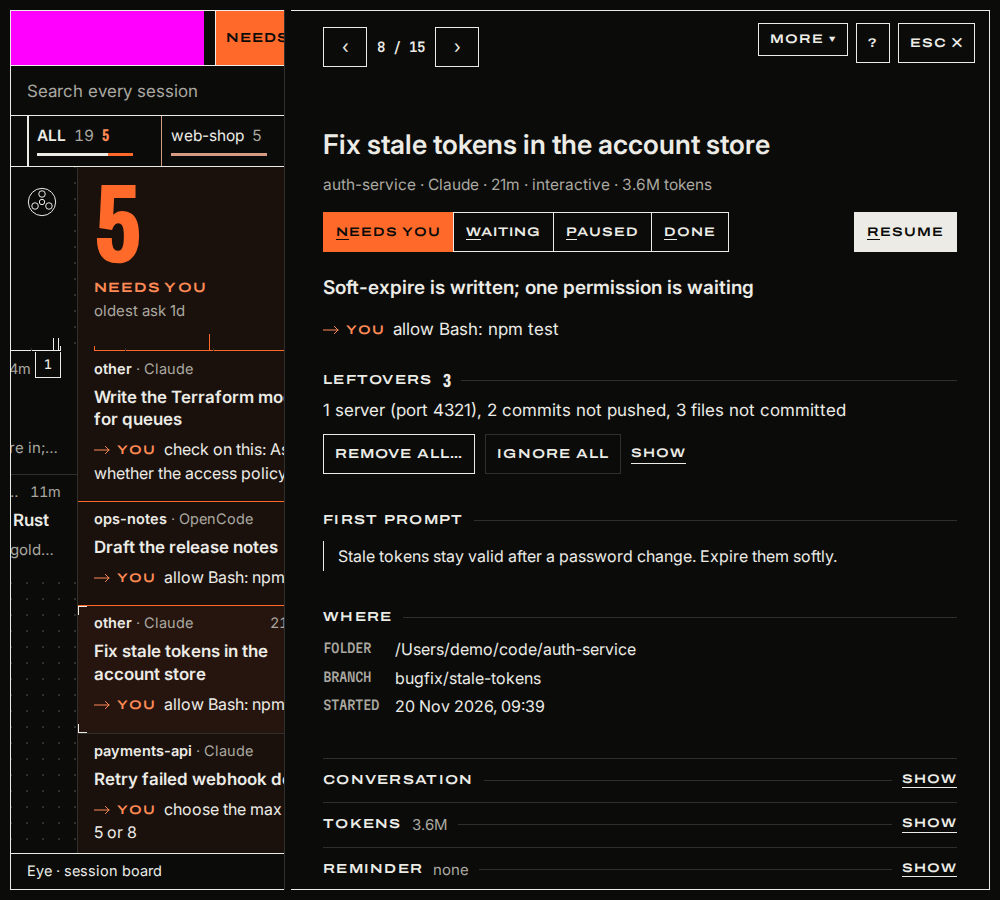 NEEDS
Search every session
ALL 19 5
web-shop 5
5
NEEDS YOU
oldest ask 1d
4m 1
re in;...
.. 11m
Rust
gold...
other · Claude
Write the Terraform mo
for queues
→ YOU check on this: As
whether the access policy
ops-notes · OpenCode
Draft the release notes
→ YOU allow Bash: npm
other · Claude 21
Fix stale tokens in the
account store
→ YOU allow Bash: npm
payments-api · Claude
Retry failed webhook de
→ YOU choose the max
5 or 8
Eye · session board
‹ 8 / 15 ›
MORE ▾
?
ESC ✕
Fix stale tokens in the account store
auth-service · Claude · 21m · interactive · 3.6M tokens
NEEDS YOU WAITING PAUSED DONE RESUME
Soft-expire is written; one permission is waiting
→ YOU allow Bash: npm test
LEFTOVERS 3
1 server (port 4321), 2 commits not pushed, 3 files not committed
REMOVE ALL... IGNORE ALL SHOW
FIRST PROMPT
Stale tokens stay valid after a password change. Expire them softly.
WHERE
FOLDER /Users/demo/code/auth-service
BRANCH bugfix/stale-tokens
STARTED 20 Nov 2026, 09:39
CONVERSATION SHOW
TOKENS 3.6M SHOW
REMINDER none SHOW